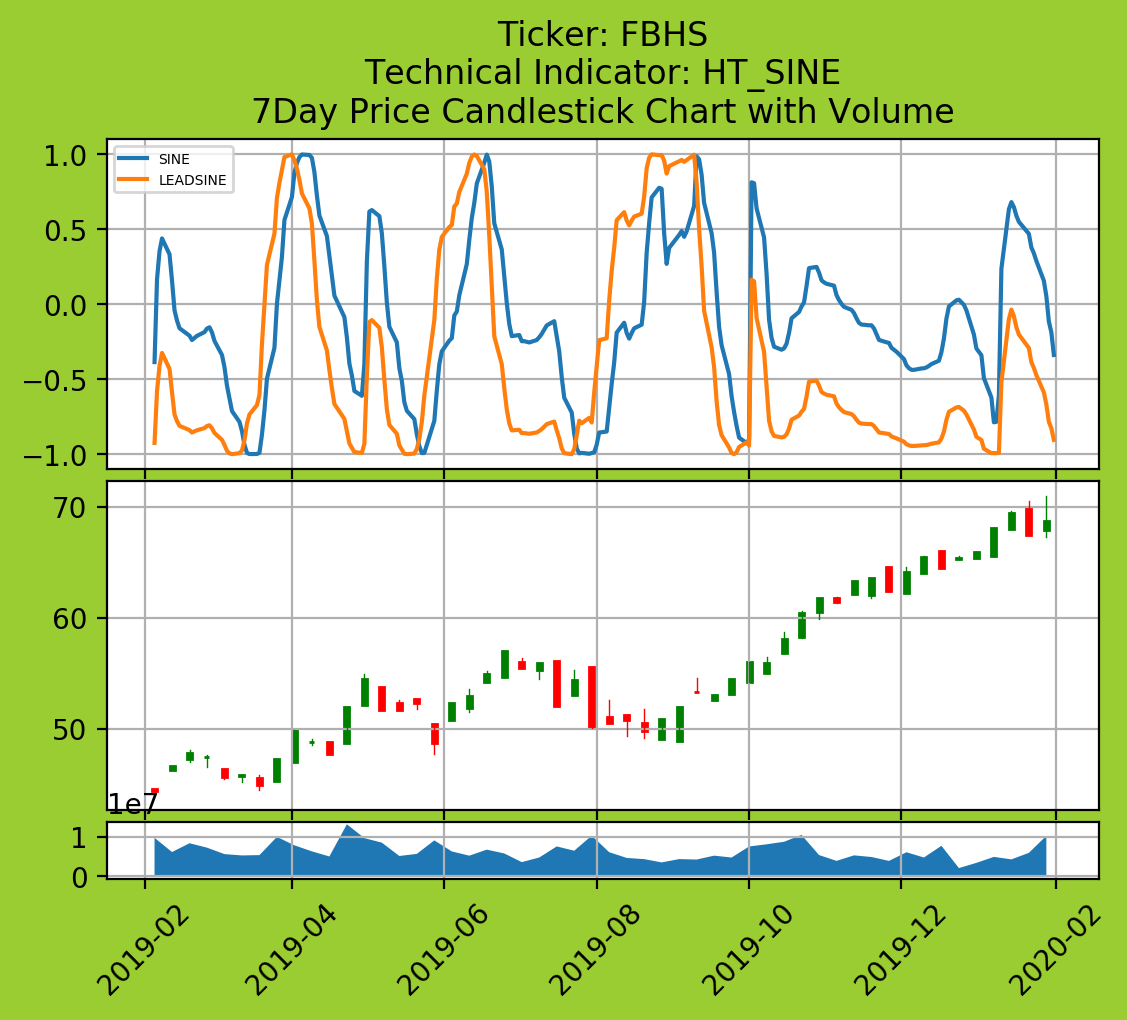 Ticker: FBHS
Technical Indicator: HT_SINE
7Day Price Candlestick Chart with Volume
1.0
0.5
0.0
−0.5
−1.0
SINE
LEADSINE
70
60
50
1e7
1
0
2019-02
2019-04
2019-06
2019-08
2019-10
2019-12
2020-02